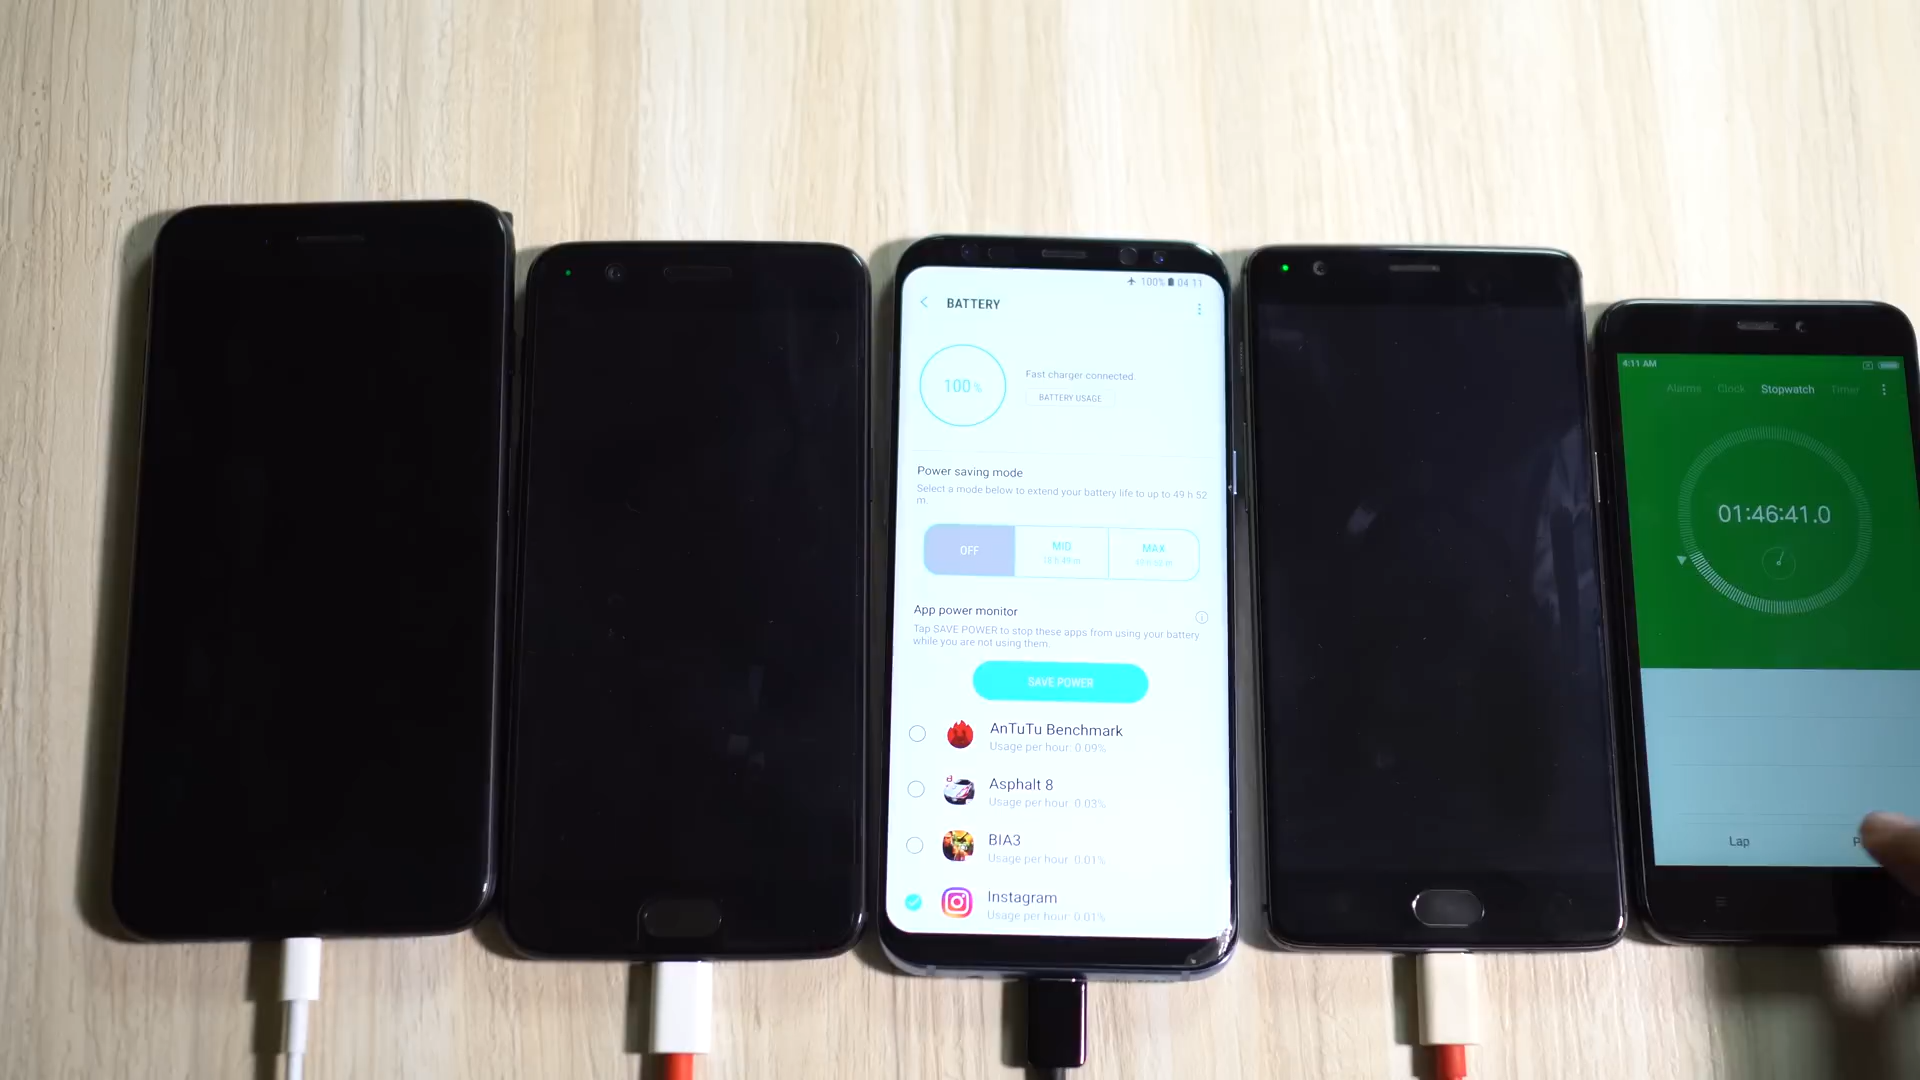 100% 04 11
BATTERY
100 %
Fast charger connected.
BATTERY USAGE
Power saving mode
Select a mode below to extend your battery life to up to 49 h 52
m.
OFF
MID
MAX
App power monitor
Tap SAVE POWER to stop these apps from using your battery
while you are not using them.
SAVE POWER
AnTuTu Benchmark
Usage per hour: 0.09%
Asphalt 8
Usage per hour: 0.03%
BIA3
Usage per hour: 0.01%
Instagram
Usage per hour: 0.01%
4:11 AM
Alarms Clock Stopwatch Timer
01:46:41.0
Lap